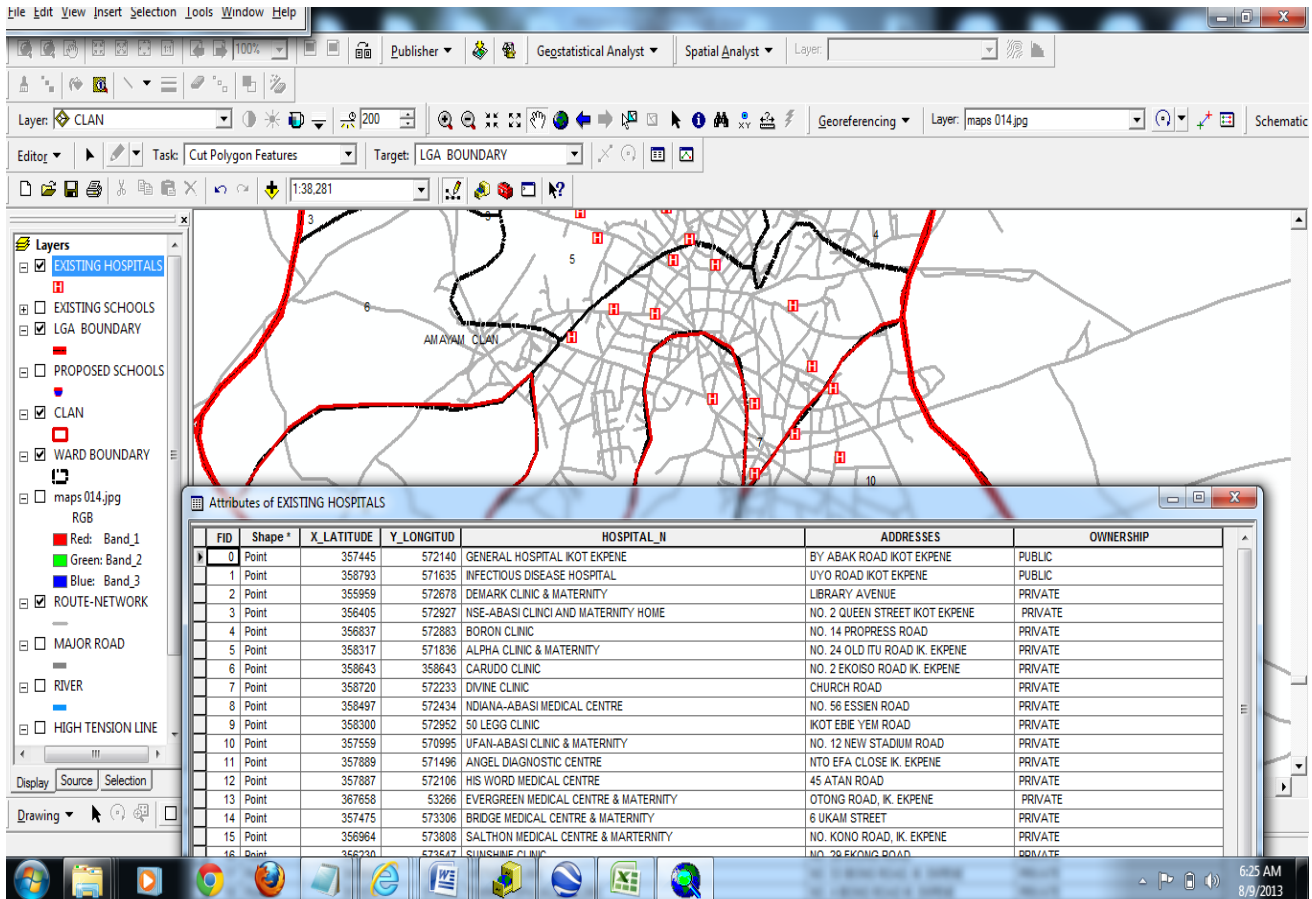 File Edit View Insert Selection Tools Window Help
100% Publisher Geostatistical Analyst Spatial Analyst Layer:
Layer: CLAN 200 Georeferencing Layer: maps 014.jpg Schematic
Editor Task: Cut Polygon Features Target: LGA BOUNDARY
1:38,281
Layers
EXISTING HOSPITALS
H
EXISTING SCHOOLS
LGA BOUNDARY
PROPOSED SCHOOLS
CLAN
WARD BOUNDARY
maps 014.jpg
RGB
Red: Band_1
Green: Band_2
Blue: Band_3
ROUTE-NETWORK
MAJOR ROAD
RIVER
HIGH TENSION LINE
Display Source Selection
Drawing
3
4
5
6
AMAYAM CLAN
7
10
Attributes of EXISTING HOSPITALS
FID Shape * X_LATITUDE Y_LONGITUD HOSPITAL_N ADDRESSES OWNERSHIP
0 Point 357445 572140 GENERAL HOSPITAL IKOT EKPENE BY ABAK ROAD IKOT EKPENE PUBLIC
1 Point 358793 571635 INFECTIOUS DISEASE HOSPITAL UYO ROAD IKOT EKPENE PUBLIC
2 Point 355959 572678 DEMARK CLINIC & MATERNITY LIBRARY AVENUE PRIVATE
3 Point 356405 572927 NSE-ABASI CLINCI AND MATERNITY HOME NO. 2 QUEEN STREET IKOT EKPENE PRIVATE
4 Point 356837 572883 BORON CLINIC NO. 14 PROPRESS ROAD PRIVATE
5 Point 358317 571836 ALPHA CLINIC & MATERNITY NO. 24 OLD ITU ROAD IK. EKPENE PRIVATE
6 Point 358643 358643 CARUDO CLINIC NO. 2 EKOISO ROAD IK. EKPENE PRIVATE
7 Point 358720 572233 DIVINE CLINIC CHURCH ROAD PRIVATE
8 Point 358497 572434 NDIANA-ABASI MEDICAL CENTRE NO. 56 ESSIEN ROAD PRIVATE
9 Point 358300 572952 50 LEGG CLINIC IKOT EBIE YEM ROAD PRIVATE
10 Point 357559 570995 UFAN-ABASI CLINIC & MATERNITY NO. 12 NEW STADIUM ROAD PRIVATE
11 Point 357889 571496 ANGEL DIAGNOSTIC CENTRE NTO EFA CLOSE IK. EKPENE PRIVATE
12 Point 357887 572106 HIS WORD MEDICAL CENTRE 45 ATAN ROAD PRIVATE
13 Point 367658 53266 EVERGREEN MEDICAL CENTRE & MATERNITY OTONG ROAD, IK. EKPENE PRIVATE
14 Point 357475 573306 BRIDGE MEDICAL CENTRE & MATERNITY 6 UKAM STREET PRIVATE
15 Point 356964 573808 SALTHON MEDICAL CENTRE & MARTERNITY NO. KONO ROAD, IK. EKPENE PRIVATE
16 Point 356230 573547 SUNSHINE CLINIC NO. 29 EKONG ROAD PRIVATE
6:25 AM
8/9/2013